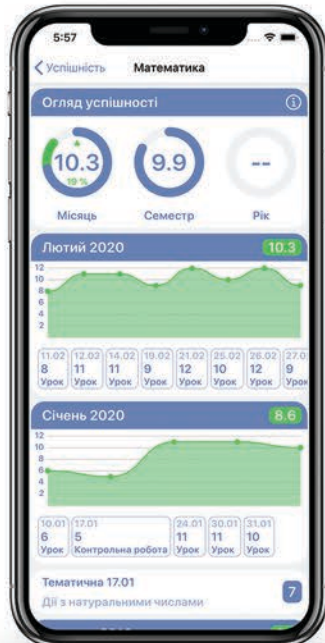 5:57
Успішність
Математика
Огляд успішності
10.3
19 %
9.9
--
Місяць
Семестр
Рік
Лютий 2020
10.3
12
10
8
6
4
2
11.02 12.02 14.02 19.02 21.02 25.02 26.02 27.0
8 11 11 9 12 10 12 9
Урок Урок Урок Урок Урок Урок Урок Урок
Січень 2020
8.6
12
10
8
6
4
2
10.01 17.01 24.01 30.01 31.01
6 5 11 11 10
Урок Контрольна робота Урок Урок Урок
Тематична 17.01
7
Дії з натуральними числами